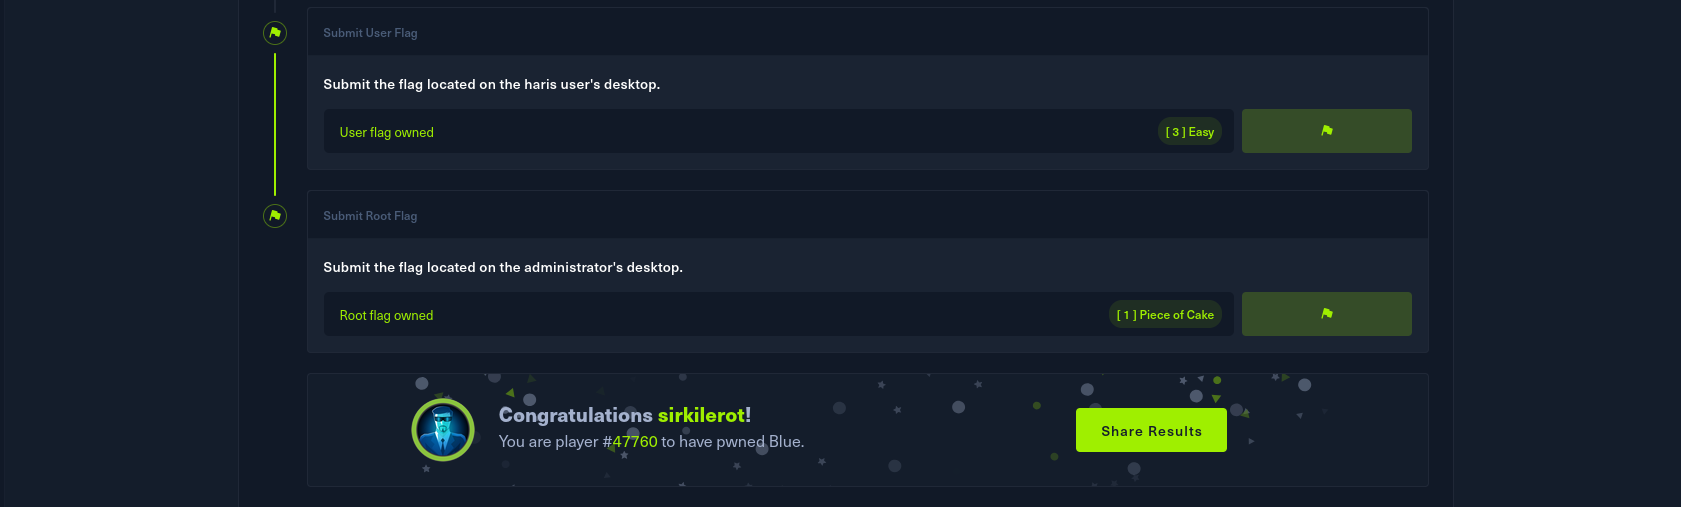 Submit User Flag
Submit the flag located on the haris user's desktop.
User flag owned
[ 3 ] Easy
Submit Root Flag
Submit the flag located on the administrator's desktop.
Root flag owned
[ 1 ] Piece of Cake
Congratulations sirkilerot!
You are player #47760 to have pwned Blue.
Share Results